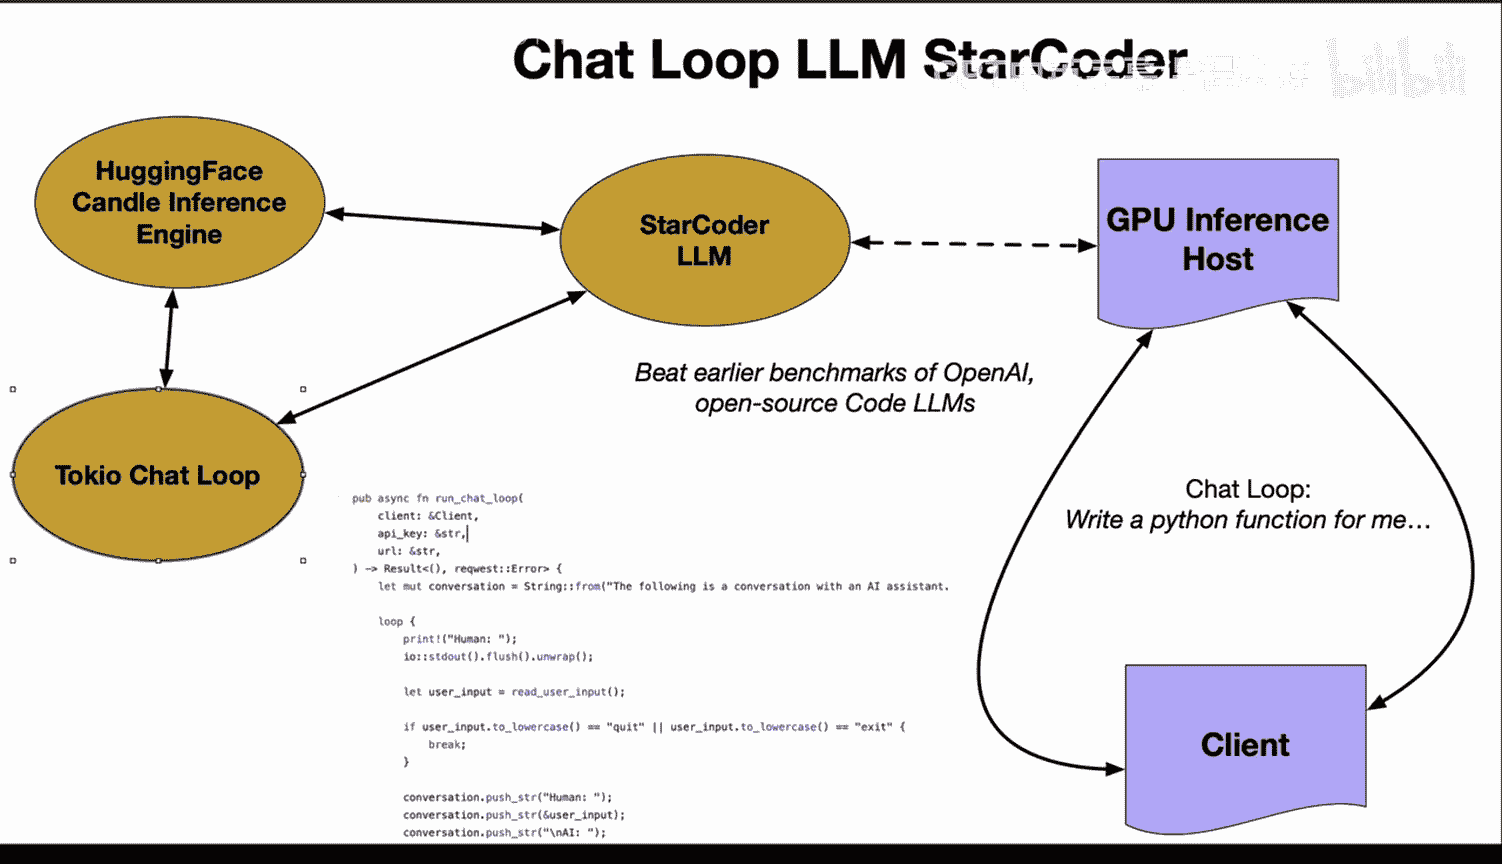 Chat Loop LLM StarCoder
bilibili
HuggingFace
Candle Inference
Engine
StarCoder
LLM
GPU Inference
Host
Beat earlier benchmarks of OpenAI,
open-source Code LLMs
Tokio Chat Loop
Chat Loop:
Write a python function for me…
pub async fn run_chat_loop(
    client: &Client,
    api_key: &str,
    url: &str,
) -> Result<(), reqwest::Error> {
    let mut conversation = String::from("The following is a conversation with an AI assistant.
    loop {
        print!("Human: ");
        io::stdout().flush().unwrap();
        let user_input = read_user_input();
        if user_input.to_lowercase() == "quit" || user_input.to_lowercase() == "exit" {
            break;
        }
        conversation.push_str("Human: ");
        conversation.push_str(&user_input);
        conversation.push_str("\nAI: ");
Client